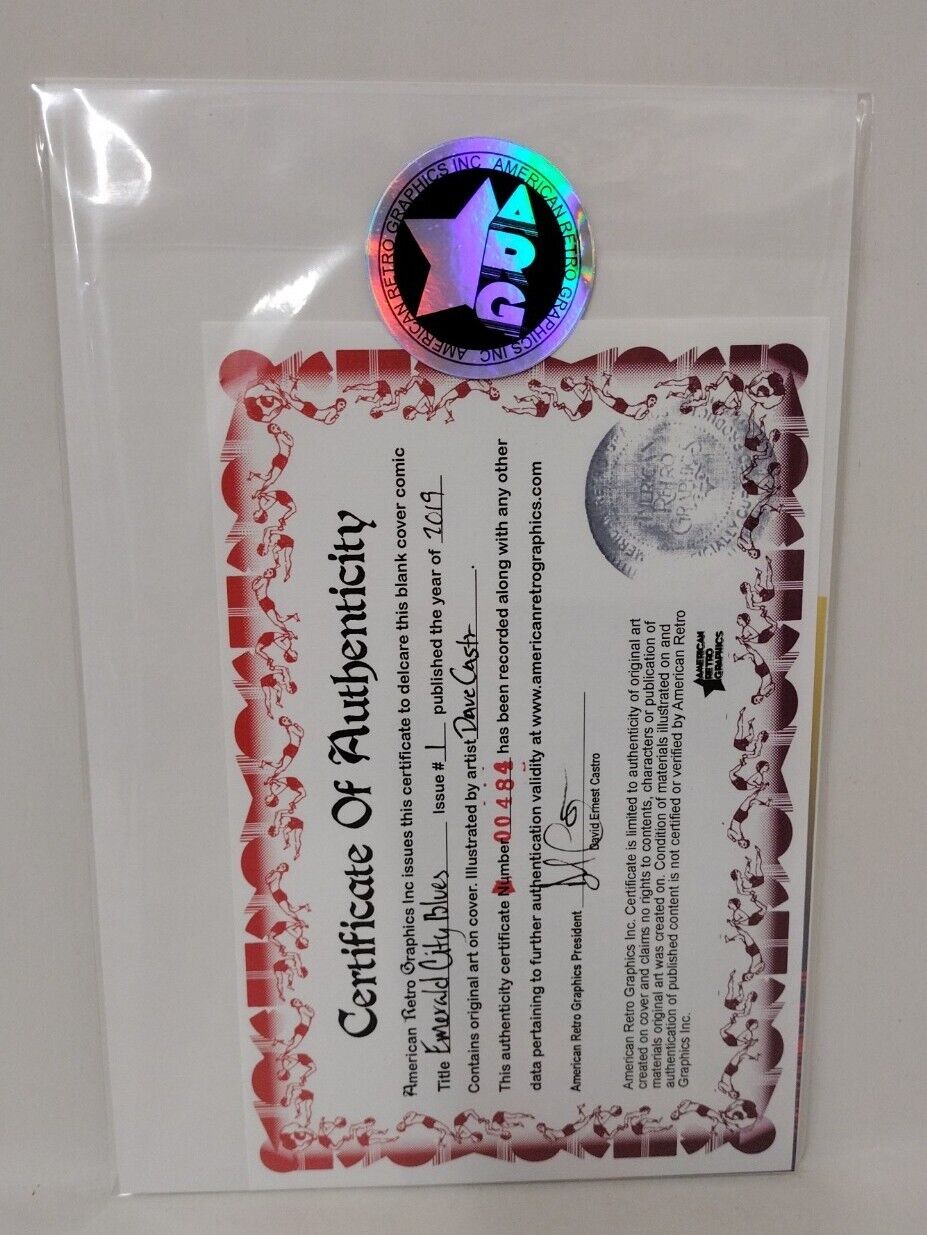 AMERICAN RETRO GRAPHICS INC AMERICAN RETRO GRAPHICS INC
ARG
Certificate Of Authenticity
American Retro Graphics Inc issues this certificate to delcare this blank cover comic
Title Emerald City Blues Issue # 1 published the year of 2019
Contains original art on cover. Illustrated by artist Dave Castr .
This authenticity certificate Number 00484 has been recorded along with any other
data pertaining to further authentication validity at www.americanretrographics.com
American Retro Graphics President
David Ernest Castro
American Retro Graphics Inc. Certificate is limited to authenticity of original art
created on cover and claims no rights to contents, characters or publication of
materials original art was created on. Condition of materials illustrated on and
authentication of published content is not certified or verified by American Retro
Graphics Inc.
AMERICAN
RETRO
GRAPHICS
AMERICAN
RETRO
GRAPHICS